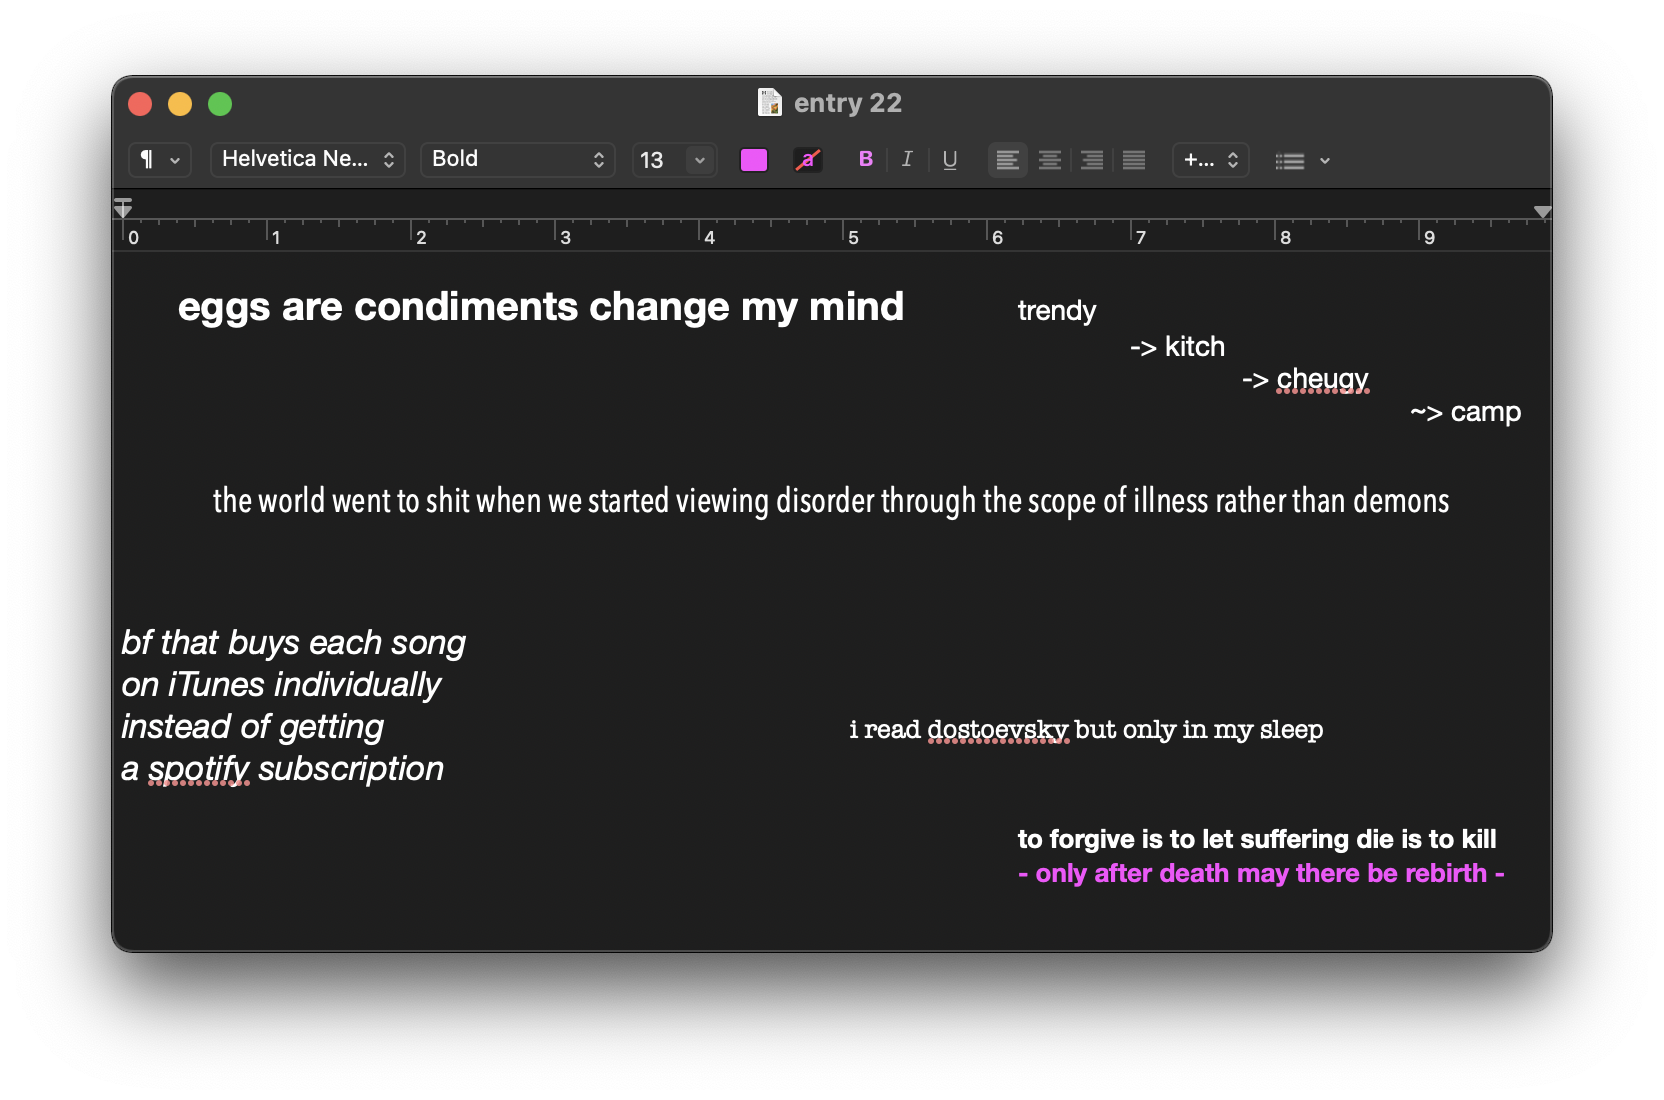 entry 22
¶
Helvetica Ne...
Bold
13
a
B
I
U
+...
0 1 2 3 4 5 6 7 8 9
eggs are condiments change my mind
trendy
-> kitch
-> cheugy
~> camp
the world went to shit when we started viewing disorder through the scope of illness rather than demons
bf that buys each song
on iTunes individually
instead of getting
a spotify subscription
i read dostoevsky but only in my sleep
to forgive is to let suffering die is to kill
- only after death may there be rebirth -